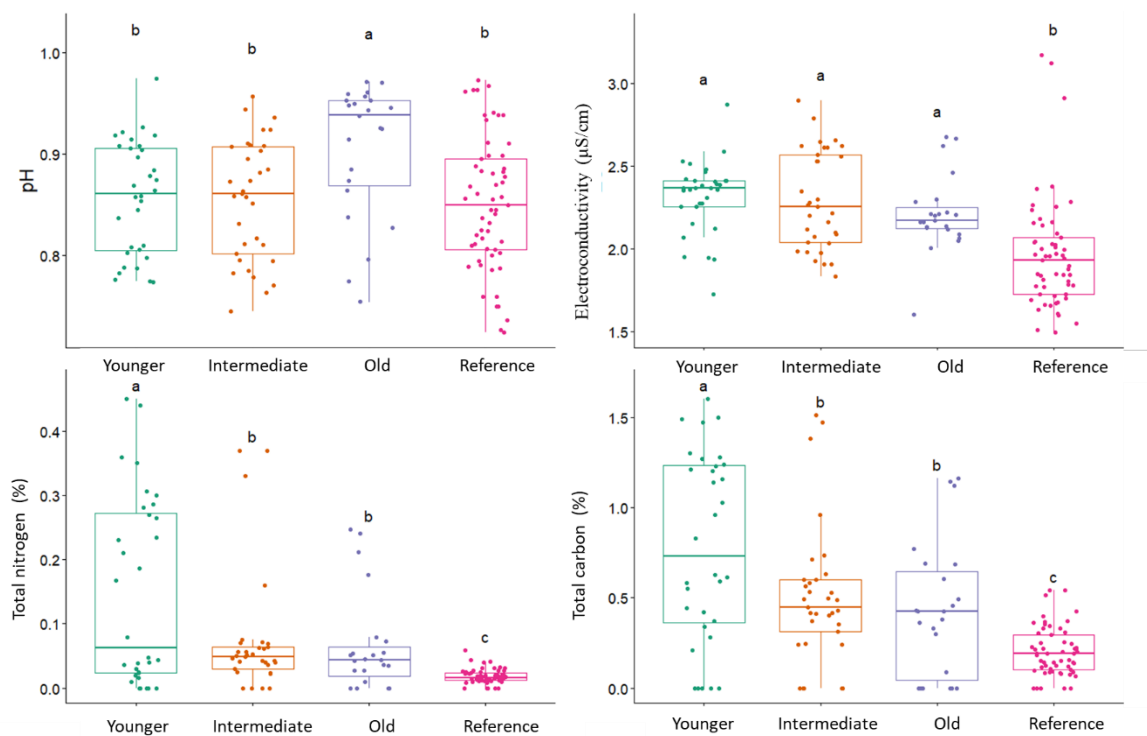 b b a b
1.0
0.9
0.8
pH
Younger Intermediate Old Reference
a a a b
3.0
2.5
2.0
1.5
Electroconductivity (µS/cm)
Younger Intermediate Old Reference
a b b c
0.4
0.3
0.2
0.1
0.0
Total nitrogen (%)
Younger Intermediate Old Reference
a b b c
1.5
1.0
0.5
0.0
Total carbon (%)
Younger Intermediate Old Reference